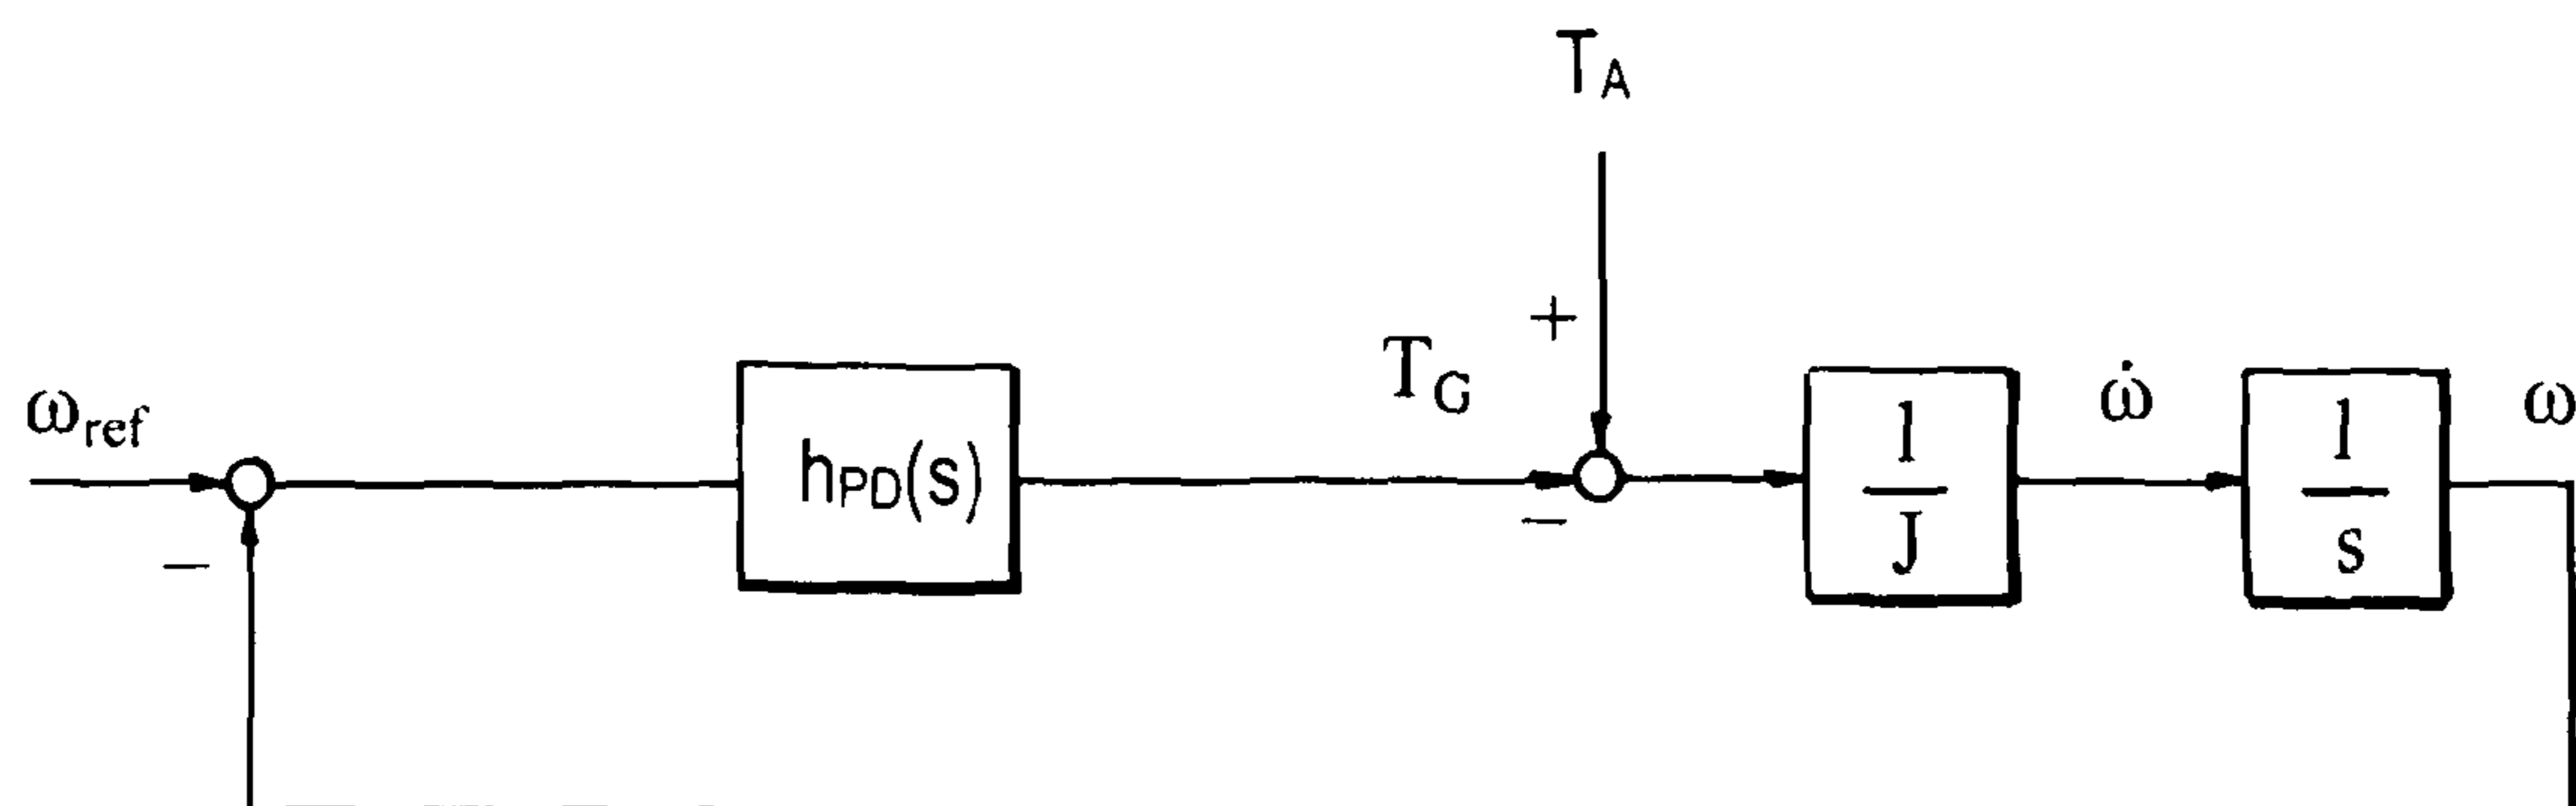 T_A
+
T_G
ω̇
ω
ω_ref
h_PD(s)
1/J
1/s
−
−